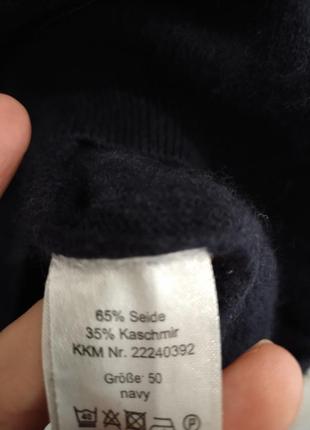 65% Seide
35% Kaschmir
KKM Nr. 22240392
Größe: 50
navy